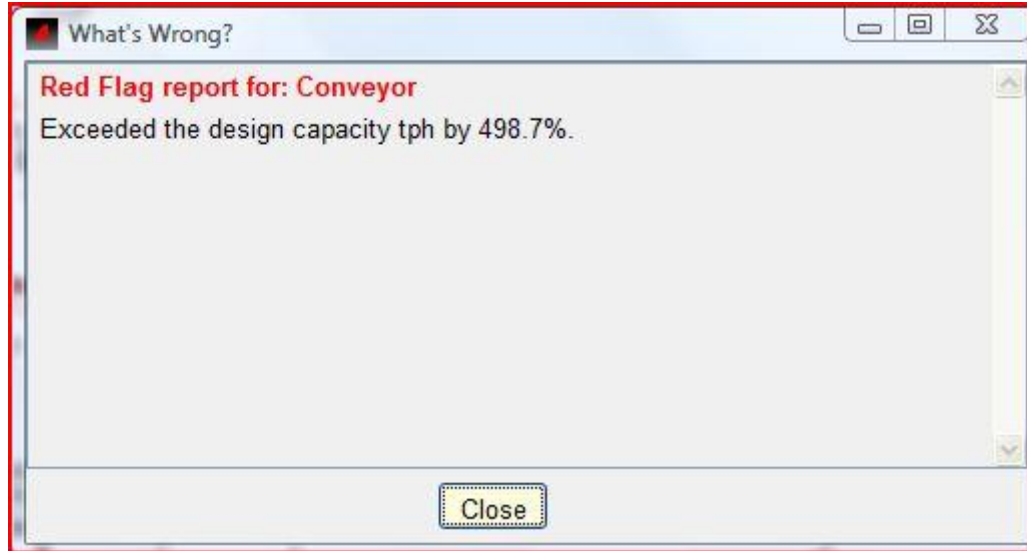 What's Wrong?
Red Flag report for: Conveyor
Exceeded the design capacity tph by 498.7%.
Close